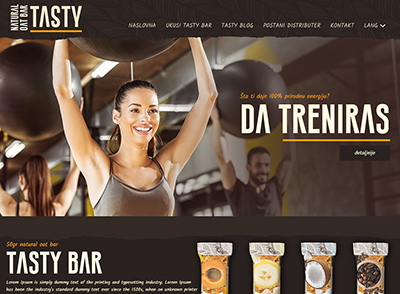 NATURAL
OAT BAR
TASTY
NASLOVNA UKUSI TASTY BAR TASTY BLOG POSTANI DISTRIBUTER KONTAKT LANG
Šta ti daje 100% prirodnu energiju?
DA TRENIRAS
detaljnije
50gr natural oat bar
TASTY BAR
Lorem Ipsum is simply dummy text of the printing and typesetting industry. Lorem Ipsum
has been the industry's standard dummy text ever since the 1500s, when an unknown printer